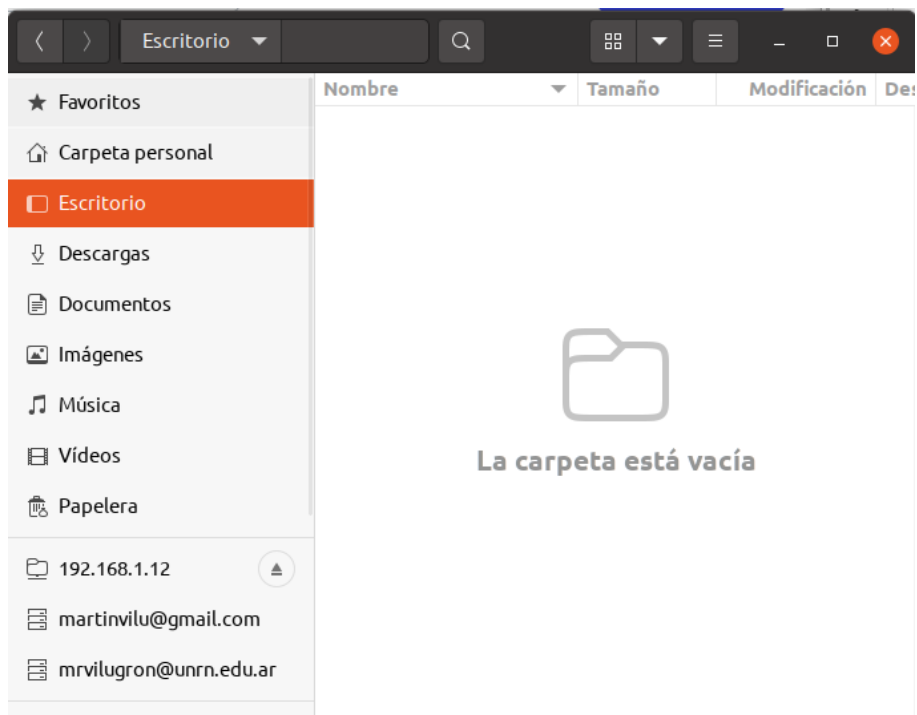 Escritorio
Nombre Tamaño Modificación Des
Favoritos
Carpeta personal
Escritorio
Descargas
Documentos
Imágenes
Música
Vídeos
Papelera
192.168.1.12
martinvilu@gmail.com
mrvilugron@unrn.edu.ar
La carpeta está vacía